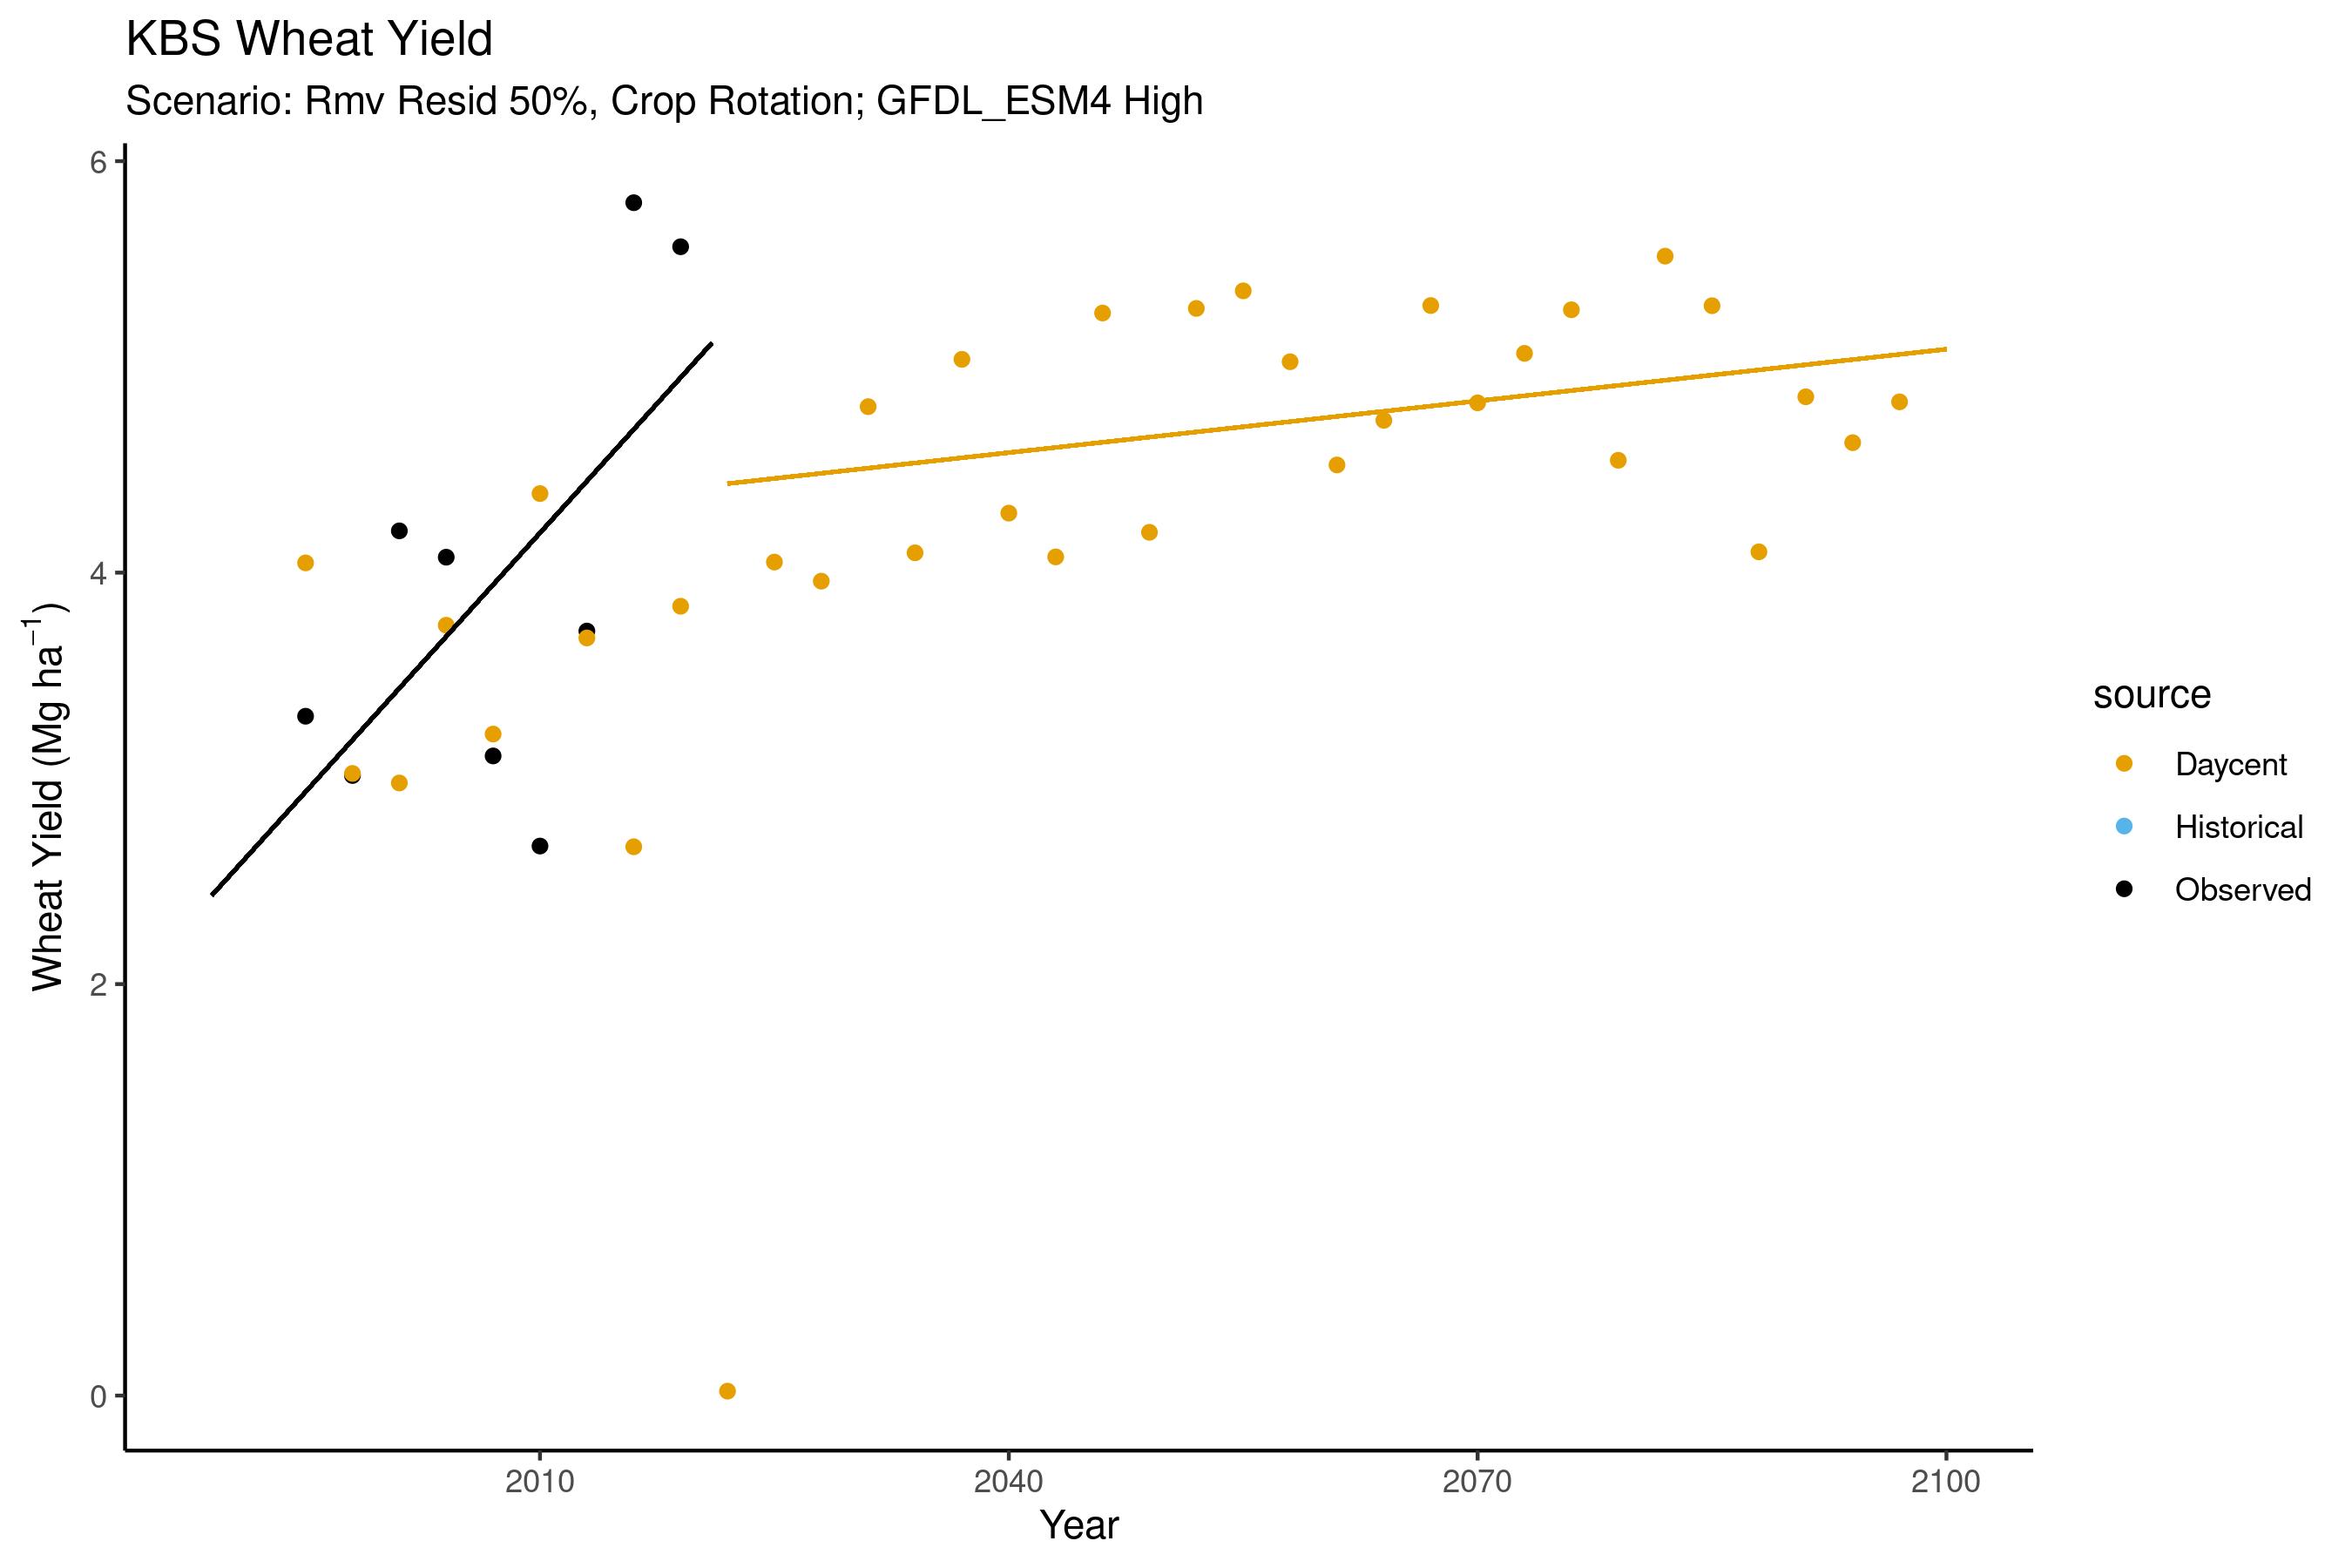 KBS Wheat Yield
Scenario: Rmv Resid 50%, Crop Rotation; GFDL_ESM4 High
6
4
2
0
Wheat Yield (Mg ha⁻¹)
2010 2040 2070 2100
Year
source
Daycent
Historical
Observed